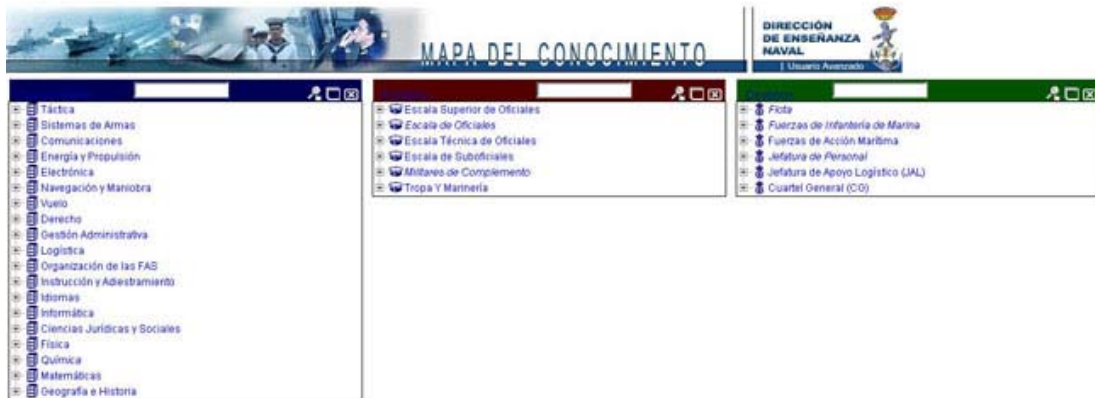 MAPA DEL CONOCIMIENTO
DIRECCIÓN
DE ENSEÑANZA
NAVAL
| Usuario Avanzado
Táctica
Sistemas de Armas
Comunicaciones
Energía y Propulsión
Electrónica
Navegación y Maniobra
Vuelo
Derecho
Gestión Administrativa
Logística
Organización de las FAS
Instrucción y Adiestramiento
Idiomas
Informática
Ciencias Jurídicas y Sociales
Física
Química
Matemáticas
Geografía e Historia
Escala Superior de Oficiales
Escala de Oficiales
Escala Técnica de Oficiales
Escala de Suboficiales
Militares de Complemento
Tropa Y Marinería
Flota
Fuerzas de Infantería de Marina
Fuerzas de Acción Marítima
Jefatura de Personal
Jefatura de Apoyo Logístico (JAL)
Cuartel General (CG)